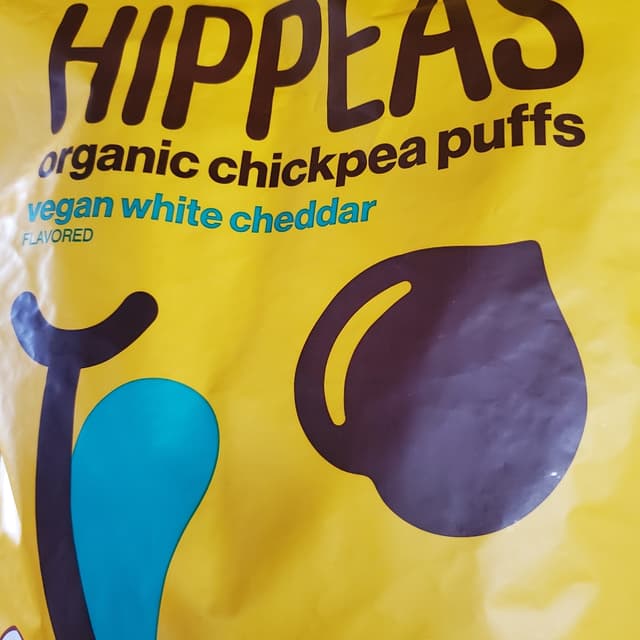 HIPPEAS
organic chickpea puffs
vegan white cheddar
FLAVORED